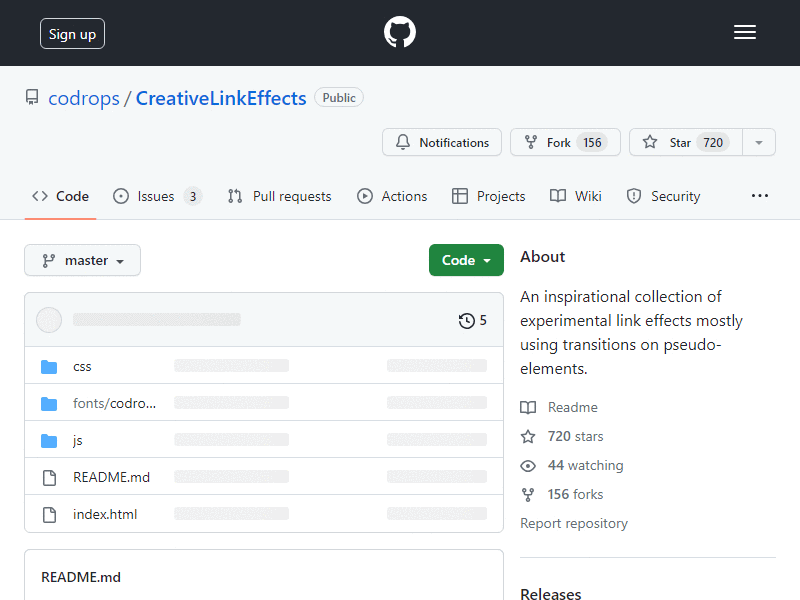 Sign up
codrops / CreativeLinkEffects Public
Notifications Fork 156 Star 720
Code Issues 3 Pull requests Actions Projects Wiki Security
master Code
5
css
fonts/codro...
js
README.md
index.html
README.md
About
An inspirational collection of
experimental link effects mostly
using transitions on pseudo-
elements.
Readme
720 stars
44 watching
156 forks
Report repository
Releases